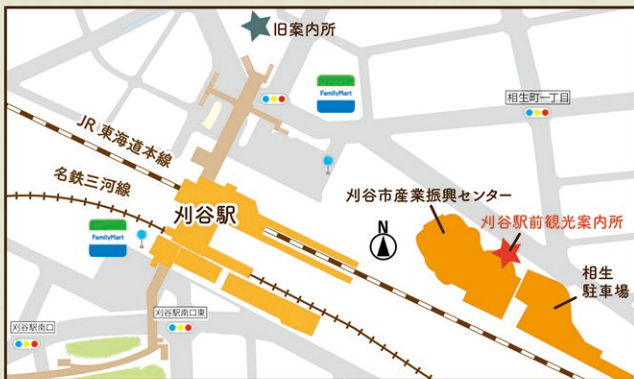 旧案内所
FamilyMart
相生町一丁目
JR東海道本線
名鉄三河線
刈谷駅
刈谷市産業振興センター
N
刈谷駅前観光案内所
FamilyMart
相生
駐車場
刈谷駅南口
刈谷駅南口東